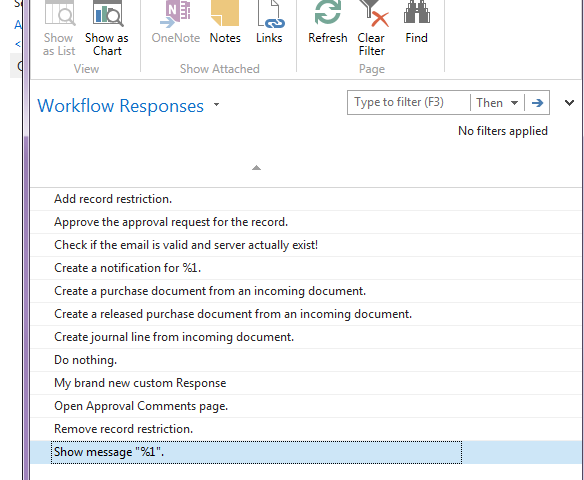 Show as List
Show as Chart
OneNote
Notes
Links
Refresh
Clear Filter
Find
View
Show Attached
Page
Workflow Responses
Type to filter (F3)
Then
No filters applied
Add record restriction.
Approve the approval request for the record.
Check if the email is valid and server actually exist!
Create a notification for %1.
Create a purchase document from an incoming document.
Create a released purchase document from an incoming document.
Create journal line from incoming document.
Do nothing.
My brand new custom Response
Open Approval Comments page.
Remove record restriction.
Show message "%1".